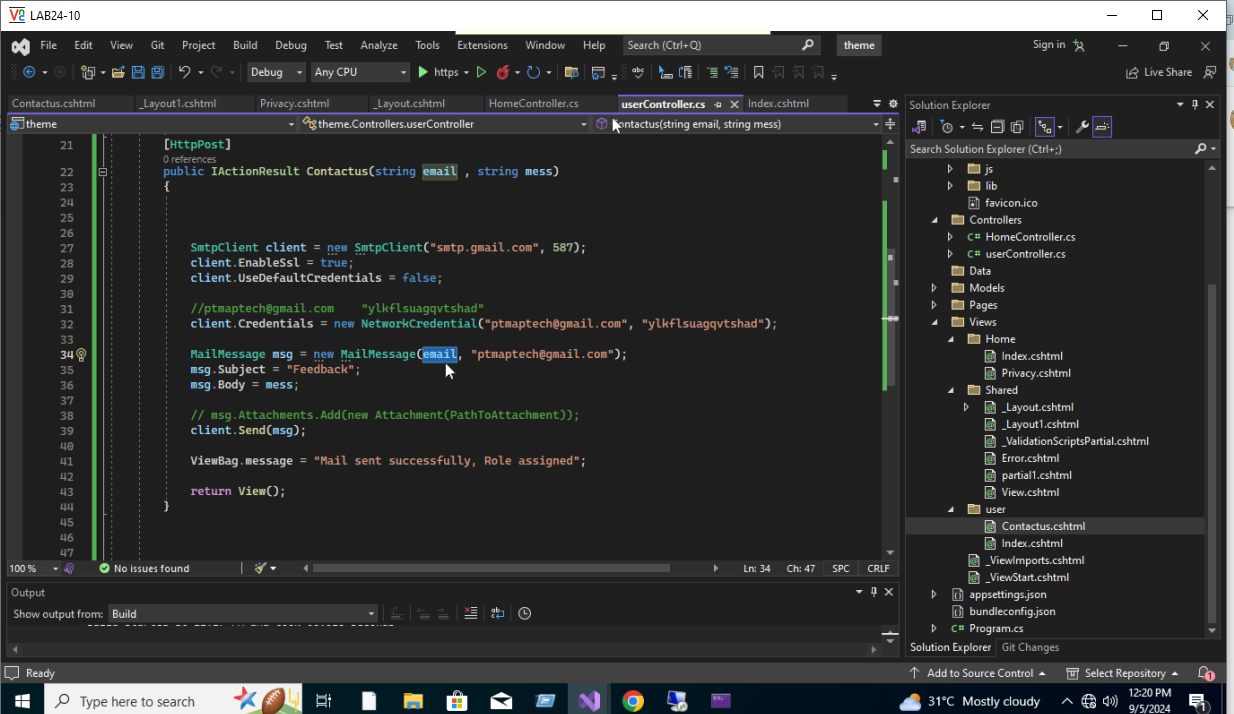 LAB24-10
File Edit View Git Project Build Debug Test Analyze Tools Extensions Window Help Search (Ctrl+Q) theme Sign in
Debug Any CPU https Live Share
Contactus.cshtml _Layout1.cshtml Privacy.cshtml _Layout.cshtml HomeController.cs userController.cs Index.cshtml
theme theme.Controllers.userController Contactus(string email, string mess)
21 [HttpPost]
0 references
22 public IActionResult Contactus(string email , string mess)
23 {
24
25
26
27 SmtpClient client = new SmtpClient("smtp.gmail.com", 587);
28 client.EnableSsl = true;
29 client.UseDefaultCredentials = false;
30
31 //ptmaptech@gmail.com "ylkflsuagqvtshad"
32 client.Credentials = new NetworkCredential("ptmaptech@gmail.com", "ylkflsuagqvtshad");
33
34 MailMessage msg = new MailMessage(email, "ptmaptech@gmail.com");
35 msg.Subject = "Feedback";
36 msg.Body = mess;
37
38 // msg.Attachments.Add(new Attachment(PathToAttachment));
39 client.Send(msg);
40
41 ViewBag.message = "Mail sent successfully, Role assigned";
42
43 return View();
44 }
45
46
47
100 % No issues found Ln: 34 Ch: 47 SPC CRLF
Output
Show output from: Build
Solution Explorer
Search Solution Explorer (Ctrl+;)
js
lib
favicon.ico
Controllers
C# HomeController.cs
C# userController.cs
Data
Models
Pages
Views
Home
Index.cshtml
Privacy.cshtml
Shared
_Layout.cshtml
_Layout1.cshtml
_ValidationScriptsPartial.cshtml
Error.cshtml
partial1.cshtml
View.cshtml
user
Contactus.cshtml
Index.cshtml
_ViewImports.cshtml
_ViewStart.cshtml
appsettings.json
bundleconfig.json
C# Program.cs
Solution Explorer Git Changes
Ready Add to Source Control Select Repository 1
Type here to search 31°C Mostly cloudy 12:20 PM
9/5/2024 1